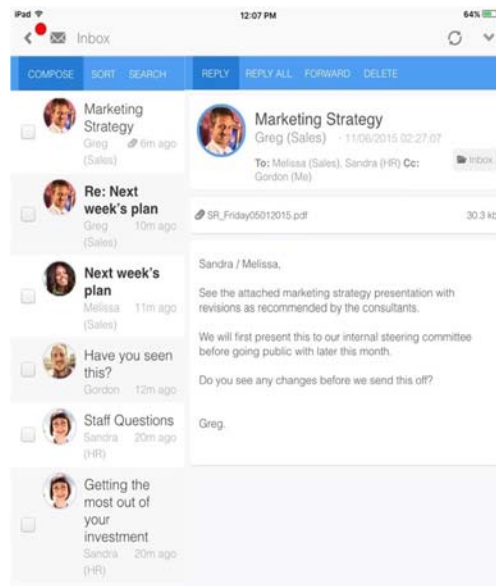 iPad
12:07 PM
64%
Inbox
COMPOSE SORT SEARCH
REPLY REPLY ALL FORWARD DELETE
Marketing
Strategy
Greg 6m ago
(Sales)
Re: Next
week's plan
Greg 10m ago
(Sales)
Next week's
plan
Melissa 11m ago
(Sales)
Have you seen
this?
Gordon 12m ago
Staff Questions
Sandra 20m ago
(HR)
Getting the
most out of
your
investment
Sandra 20m ago
(HR)
Marketing Strategy
Greg (Sales) - 11/06/2015 02:27:07
To: Melissa (Sales), Sandra (HR) Cc:
Gordon (Me)
Inbox
SR_Friday05012015.pdf 30.3 kb
Sandra / Melissa,
See the attached marketing strategy presentation with
revisions as recommended by the consultants.
We will first present this to our internal steering committee
before going public with later this month.
Do you see any changes before we send this off?
Greg.